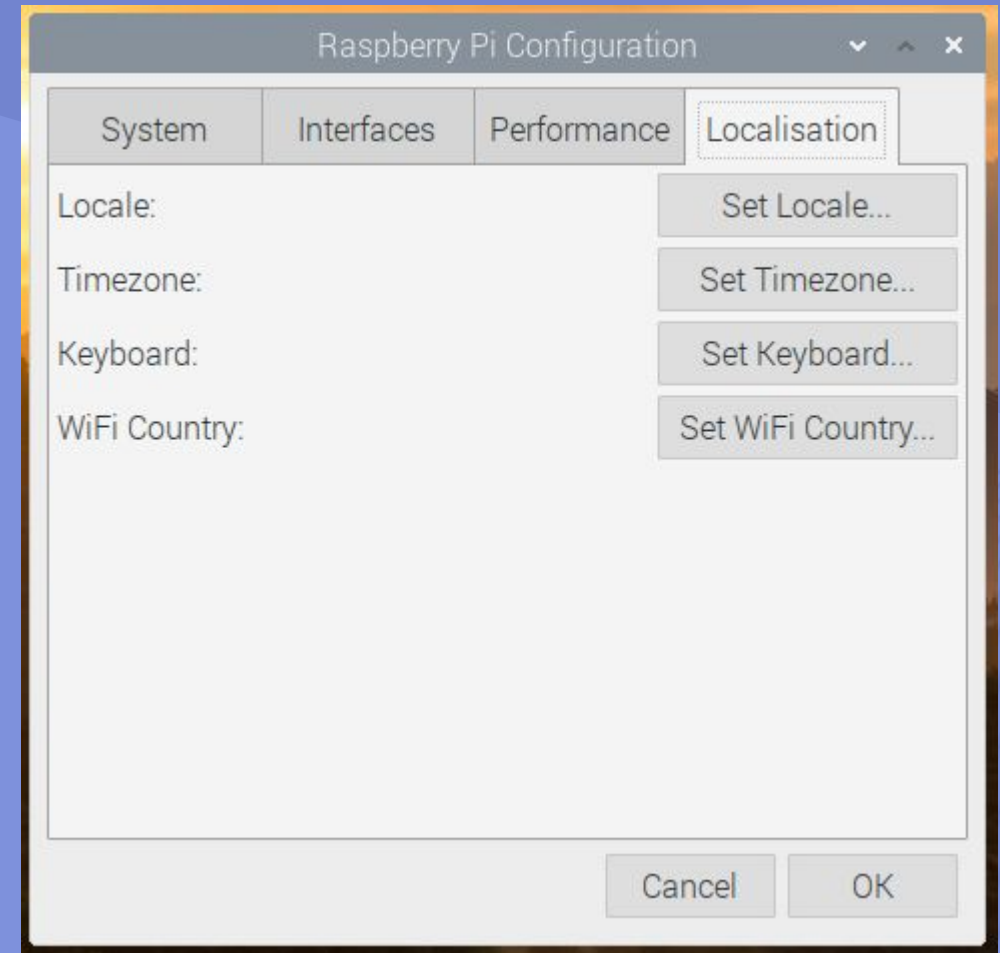 Raspberry Pi Configuration
System Interfaces Performance Localisation
Locale: Set Locale...
Timezone: Set Timezone...
Keyboard: Set Keyboard...
WiFi Country: Set WiFi Country...
Cancel OK